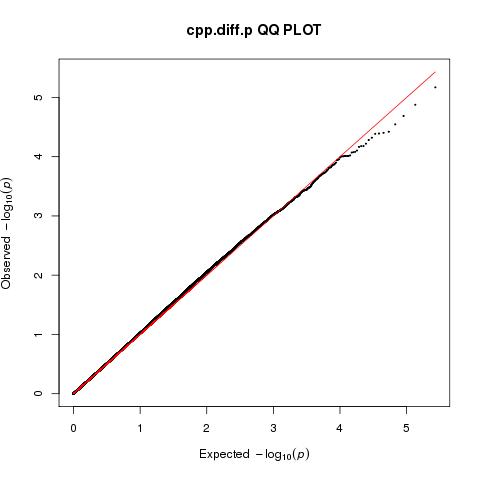 cpp.diff.p QQ PLOT
Observed −log₁₀(p)
5
4
3
2
1
0
0 1 2 3 4 5
Expected −log₁₀(p)